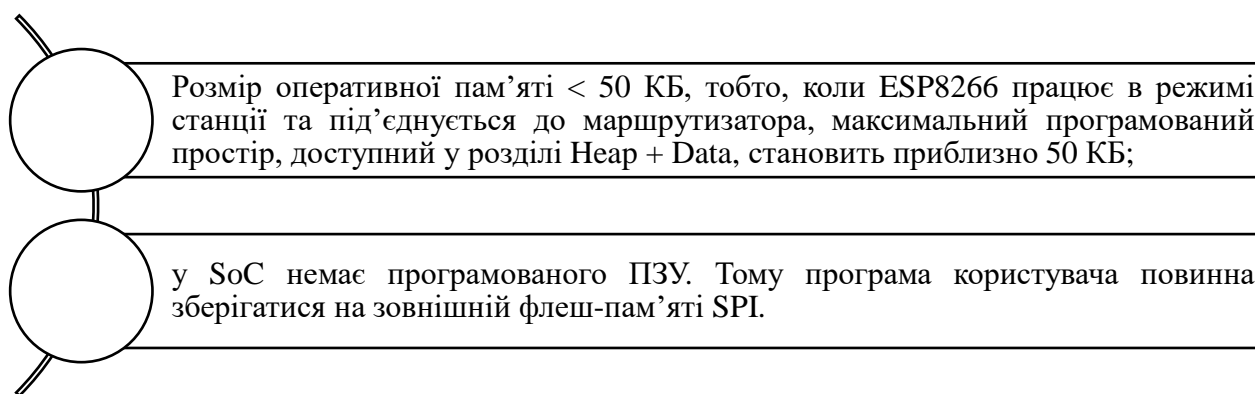 Розмір оперативної пам’яті < 50 КБ, тобто, коли ESP8266 працює в режимі
станції та під’єднується до маршрутизатора, максимальний програмований
простір, доступний у розділі Heap + Data, становить приблизно 50 КБ;
у SoC немає програмованого ПЗУ. Тому програма користувача повинна
зберігатися на зовнішній флеш-пам’яті SPI.